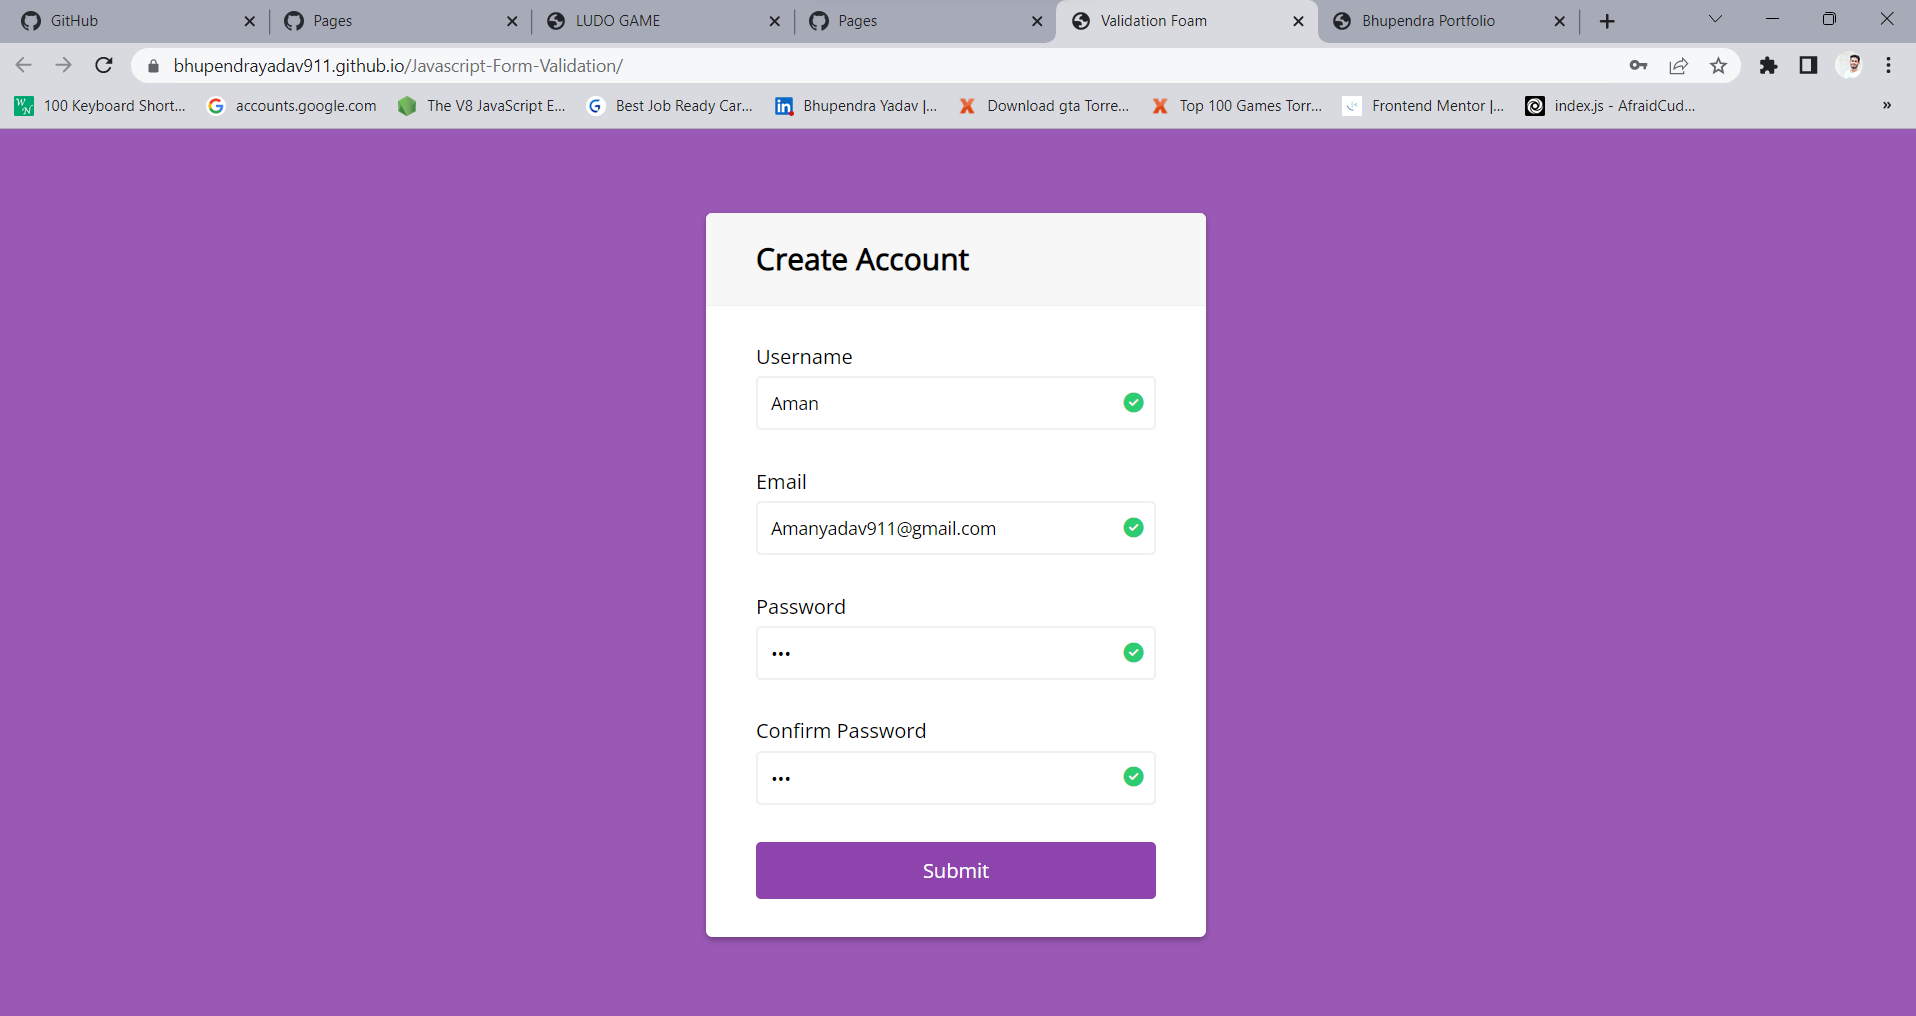 GitHub
Pages
LUDO GAME
Pages
Validation Foam
Bhupendra Portfolio
bhupendrayadav911.github.io/Javascript-Form-Validation/
100 Keyboard Short...
accounts.google.com
The V8 JavaScript E...
Best Job Ready Car...
Bhupendra Yadav |...
Download gta Torre...
Top 100 Games Torr...
Frontend Mentor |...
index.js - AfraidCud...
»
Create Account
Username
Aman
Email
Amanyadav911@gmail.com
Password
•••
Confirm Password
•••
Submit